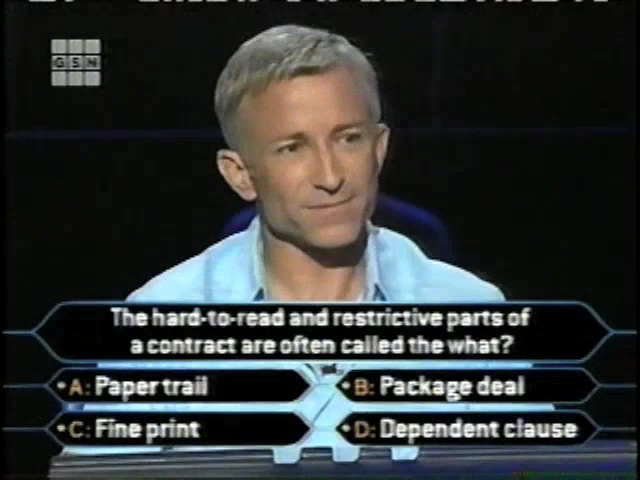 GSN
The hard-to-read and restrictive parts of
a contract are often called the what?
A: Paper trail
B: Package deal
C: Fine print
D: Dependent clause